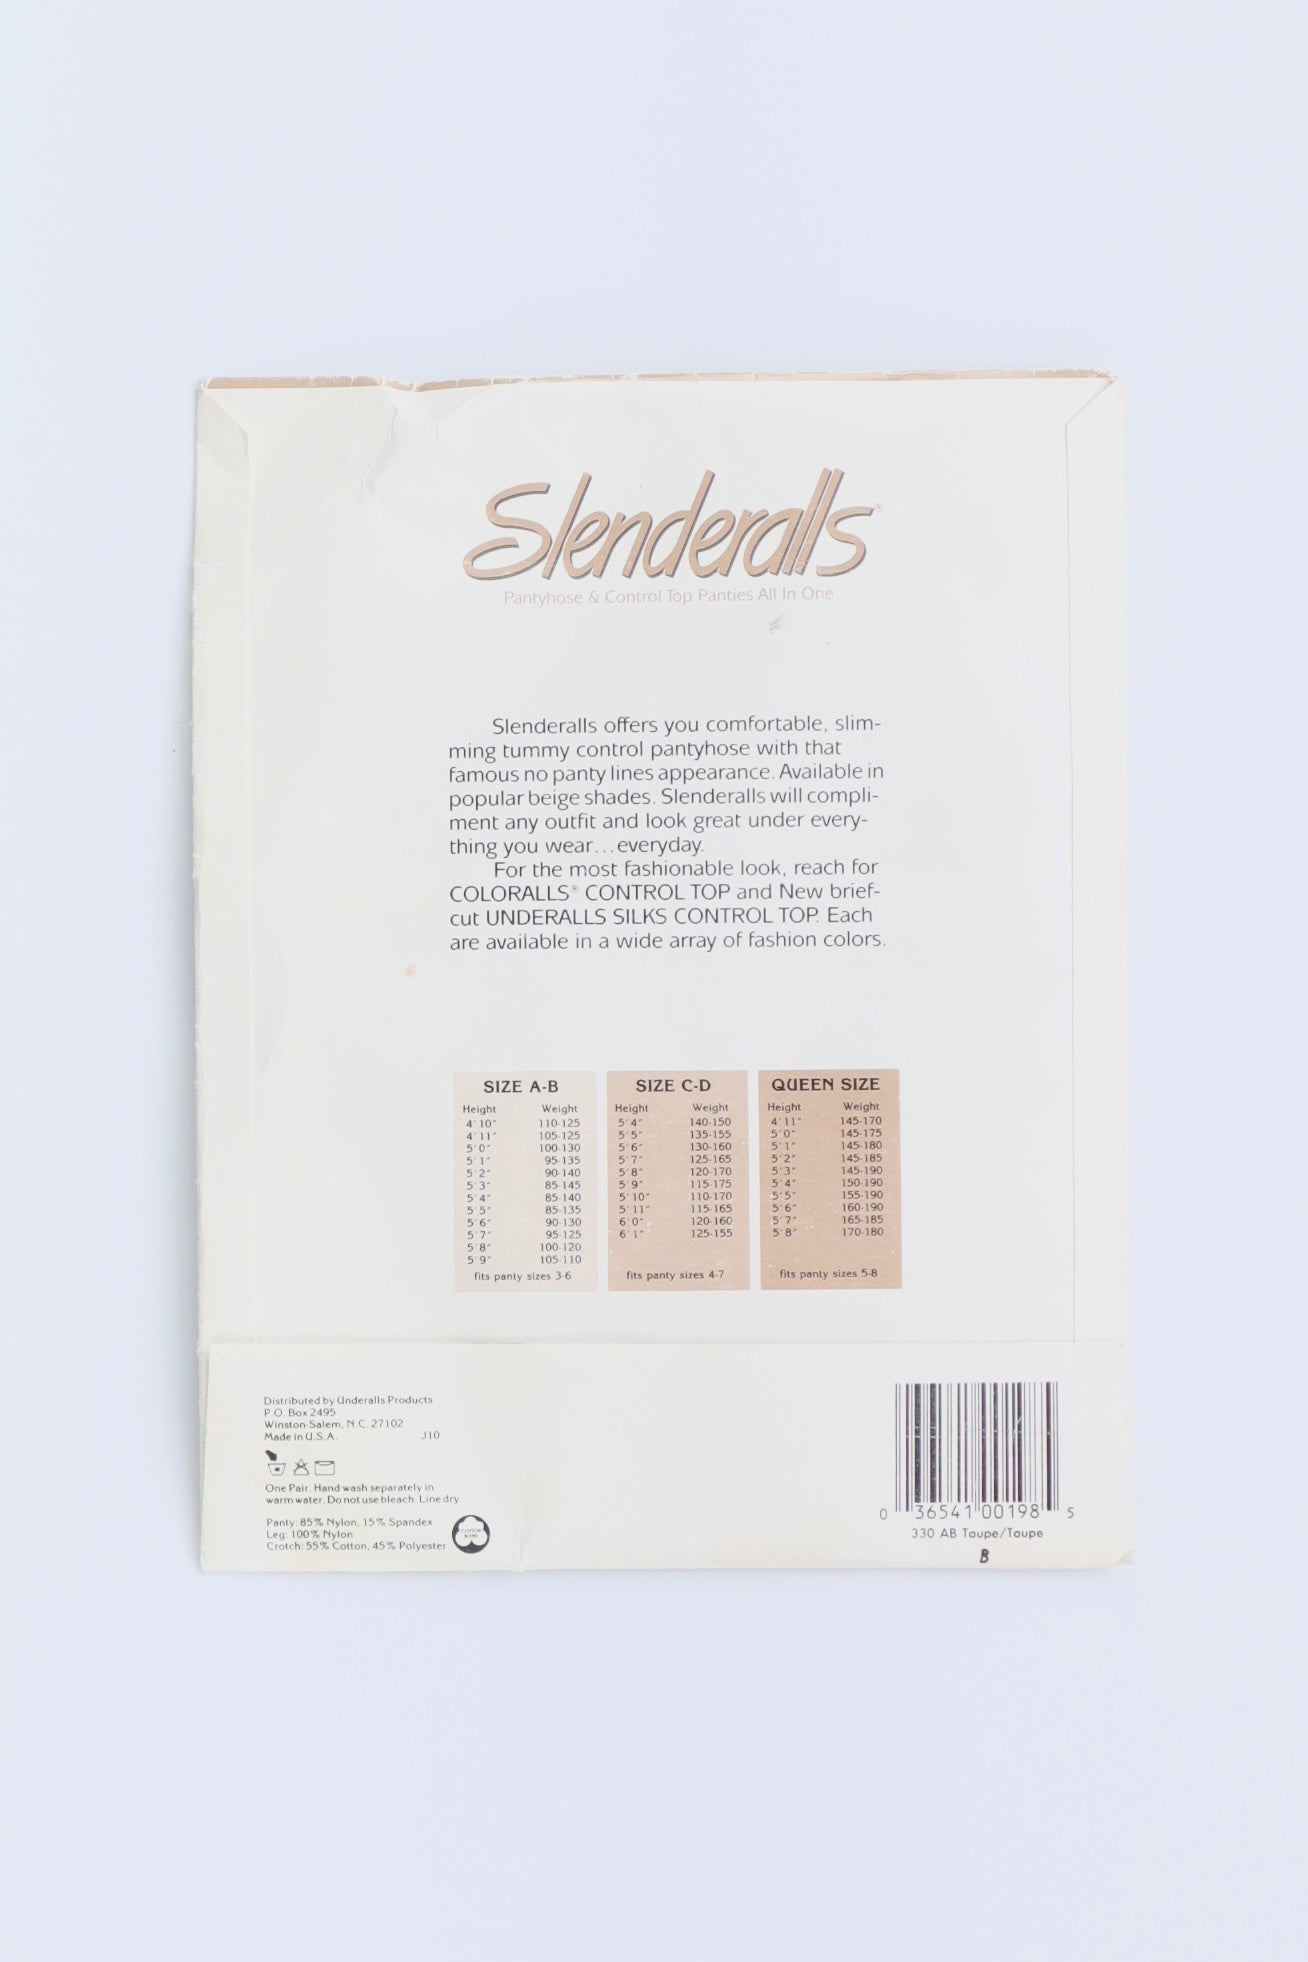 Slenderalls®
Pantyhose & Control Top Panties All In One
Slenderalls offers you comfortable, slim-
ming tummy control pantyhose with that
famous no panty lines appearance. Available in
popular beige shades. Slenderalls will compli-
ment any outfit and look great under every-
thing you wear...everyday.
For the most fashionable look, reach for
COLORALLS® CONTROL TOP and New brief-
cut UNDERALLS SILKS CONTROL TOP. Each
are available in a wide array of fashion colors.
SIZE A-B
Height Weight
4'10" 110-125
4'11" 105-125
5'0" 100-130
5'1" 95-135
5'2" 90-140
5'3" 85-145
5'4" 85-140
5'5" 85-135
5'6" 90-130
5'7" 95-125
5'8" 100-120
5'9" 105-110
fits panty sizes 3-6
SIZE C-D
Height Weight
5'4" 140-150
5'5" 135-155
5'6" 130-160
5'7" 125-165
5'8" 120-170
5'9" 115-175
5'10" 110-170
5'11" 115-165
6'0" 120-160
6'1" 125-155
fits panty sizes 4-7
QUEEN SIZE
Height Weight
4'11" 145-170
5'0" 145-175
5'1" 145-180
5'2" 145-185
5'3" 145-190
5'4" 150-190
5'5" 155-190
5'6" 160-190
5'7" 165-185
5'8" 170-180
fits panty sizes 5-8
Distributed by Underalls Products
P.O. Box 2495
Winston-Salem, N.C. 27102
Made in U.S.A. J10
One Pair. Hand wash separately in
warm water. Do not use bleach. Line dry.
Panty: 85% Nylon, 15% Spandex
Leg: 100% Nylon
Crotch: 55% Cotton, 45% Polyester
COTTON
BLEND
0 36541 00198 5
330 AB Taupe/Taupe
B